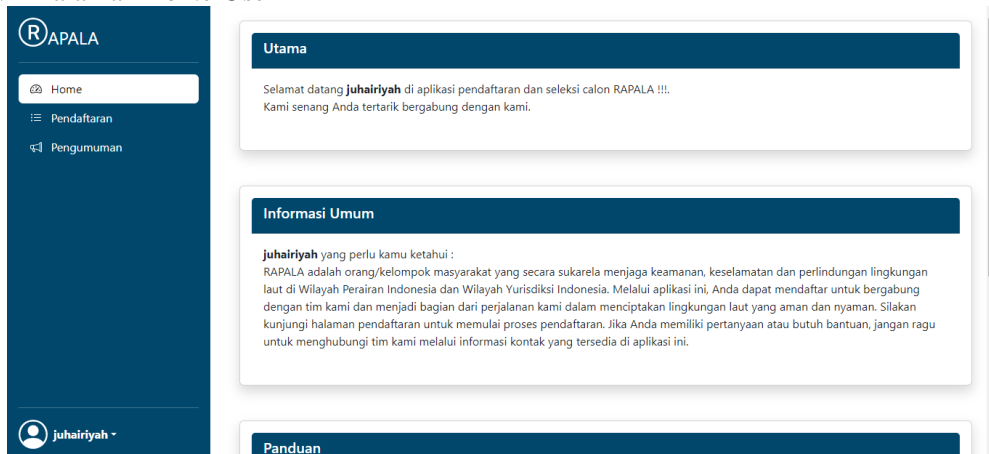 RAPALA
Home
Pendaftaran
Pengumuman
juhairiyah
Utama
Selamat datang juhairiyah di aplikasi pendaftaran dan seleksi calon RAPALA !!!.
Kami senang Anda tertarik bergabung dengan kami.
Informasi Umum
juhairiyah yang perlu kamu ketahui :
RAPALA adalah orang/kelompok masyarakat yang secara sukarela menjaga keamanan, keselamatan dan perlindungan lingkungan
laut di Wilayah Perairan Indonesia dan Wilayah Yurisdiksi Indonesia. Melalui aplikasi ini, Anda dapat mendaftar untuk bergabung
dengan tim kami dan menjadi bagian dari perjalanan kami dalam menciptakan lingkungan laut yang aman dan nyaman. Silakan
kunjungi halaman pendaftaran untuk memulai proses pendaftaran. Jika Anda memiliki pertanyaan atau butuh bantuan, jangan ragu
untuk menghubungi tim kami melalui informasi kontak yang tersedia di aplikasi ini.
Panduan